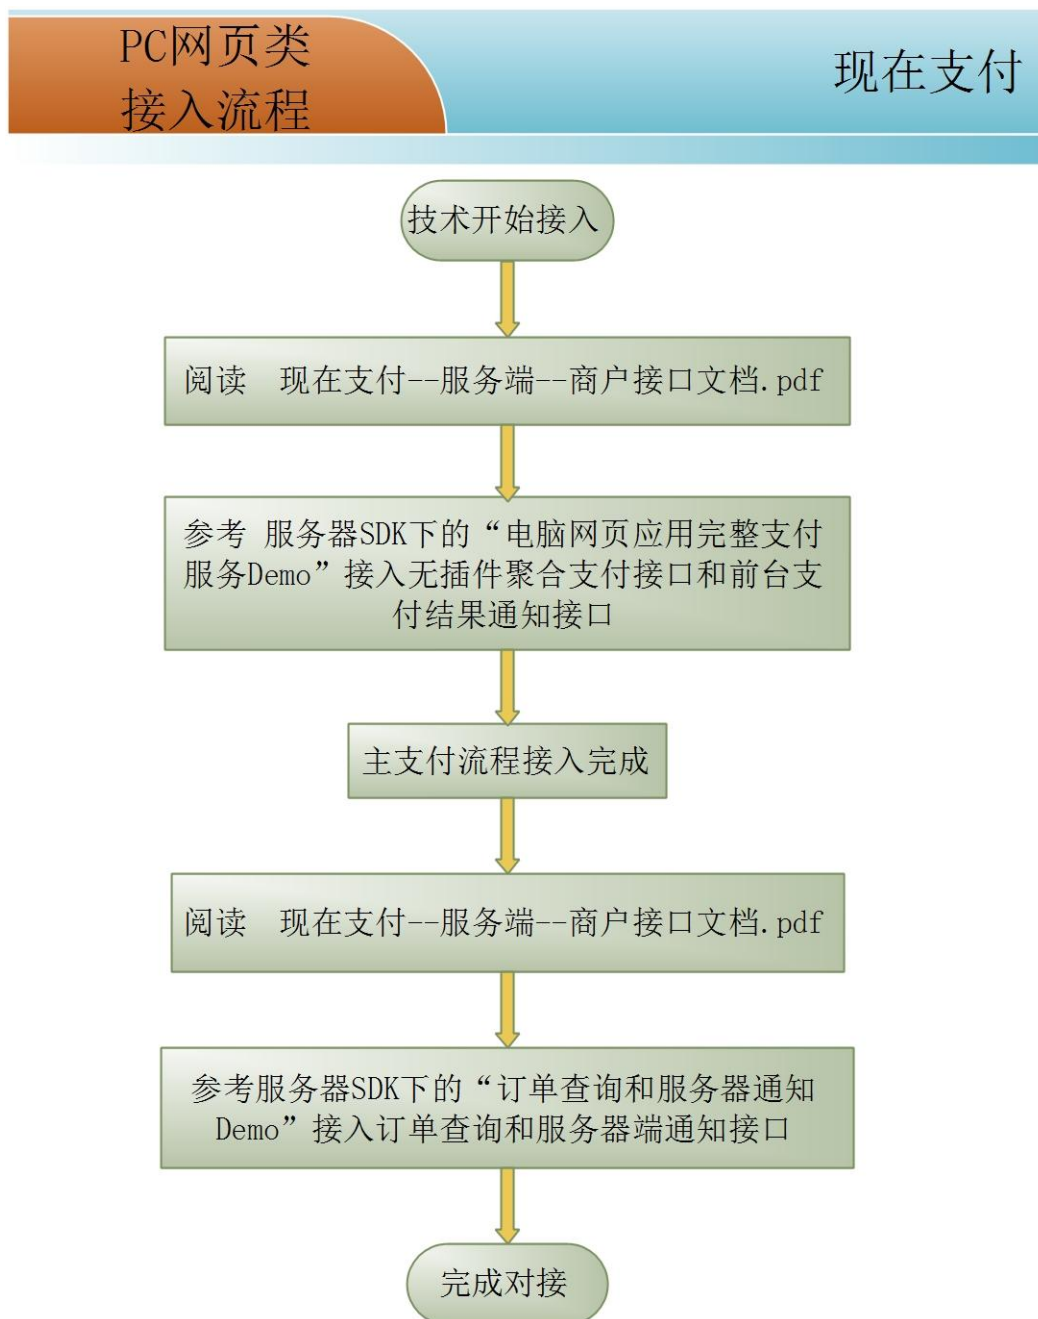 PC网页类
接入流程
现在支付
技术开始接入
阅读  现在支付--服务端--商户接口文档.pdf
参考 服务器SDK下的“电脑网页应用完整支付
服务Demo”接入无插件聚合支付接口和前台支
付结果通知接口
主支付流程接入完成
阅读  现在支付--服务端--商户接口文档.pdf
参考服务器SDK下的“订单查询和服务器通知
Demo”接入订单查询和服务器端通知接口
完成对接